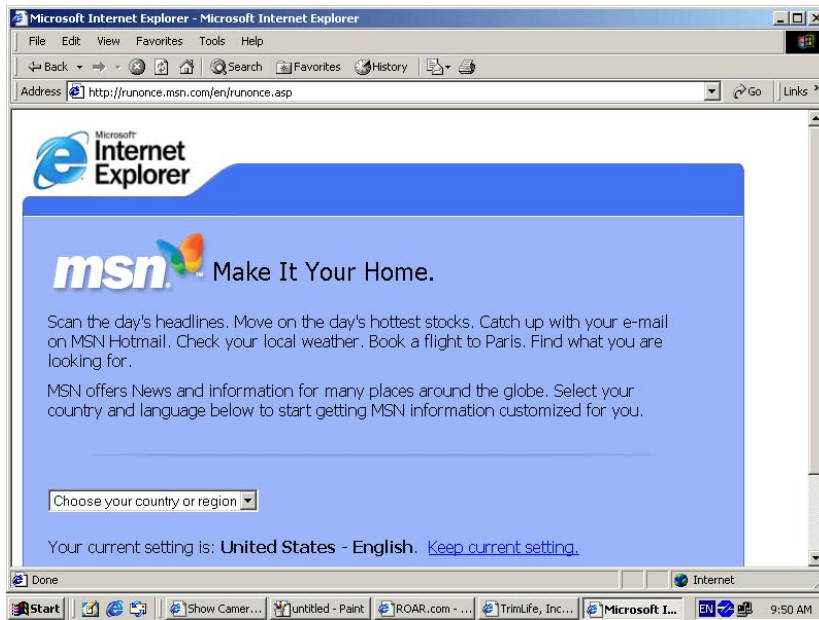 Microsoft Internet Explorer - Microsoft Internet Explorer
File Edit View Favorites Tools Help
Back Search Favorites History
Address http://runonce.msn.com/en/runonce.asp Go Links
Microsoft
Internet
Explorer
msn. Make It Your Home.
Scan the day's headlines. Move on the day's hottest stocks. Catch up with your e-mail
on MSN Hotmail. Check your local weather. Book a flight to Paris. Find what you are
looking for.
MSN offers News and information for many places around the globe. Select your
country and language below to start getting MSN information customized for you.
Choose your country or region
Your current setting is: United States - English. Keep current setting.
Done Internet
Start Show Camer... untitled - Paint ROAR.com - ... TrimLife, Inc... Microsoft I... EN 9:50 AM